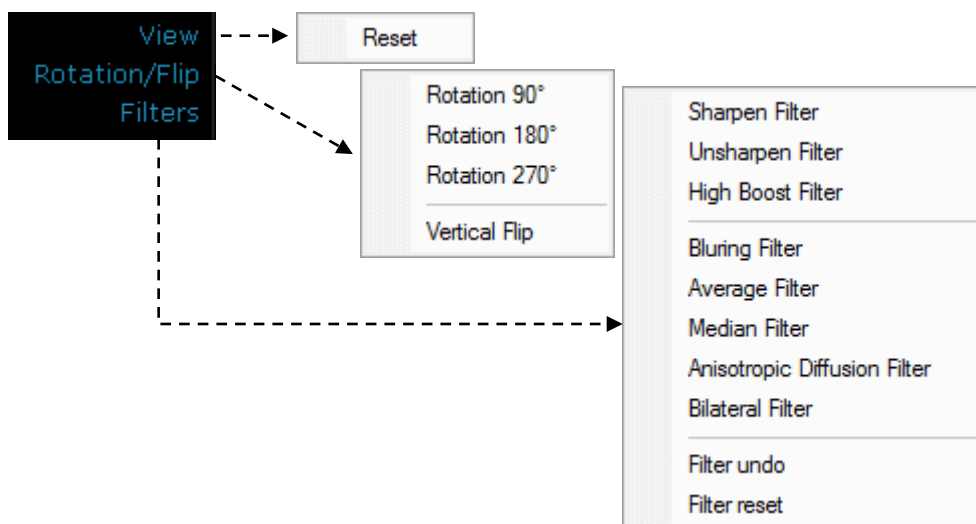 View
Rotation/Flip
Filters
Reset
Rotation 90°
Rotation 180°
Rotation 270°
Vertical Flip
Sharpen Filter
Unsharpen Filter
High Boost Filter
Bluring Filter
Average Filter
Median Filter
Anisotropic Diffusion Filter
Bilateral Filter
Filter undo
Filter reset